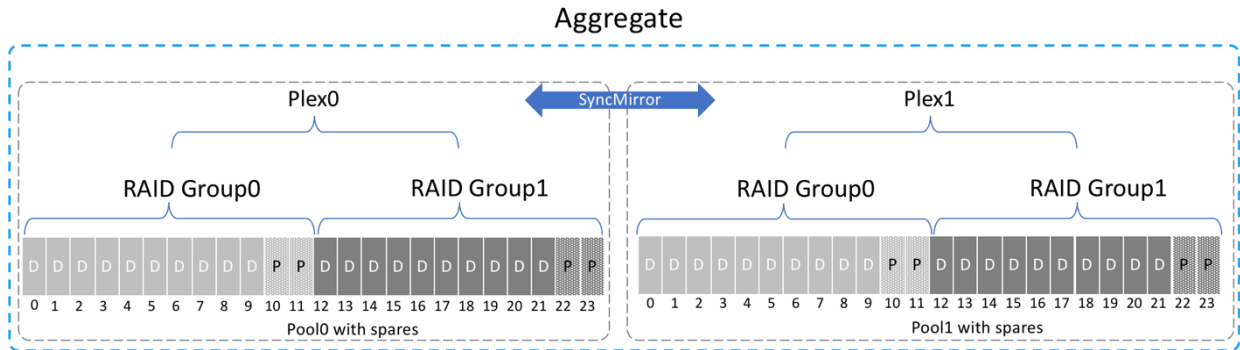 Aggregate
SyncMirror
Plex0
Plex1
RAID Group0
RAID Group1
RAID Group0
RAID Group1
D D D D D D D D D D P P D D D D D D D D D D P P
D D D D D D D D D D P P D D D D D D D D D D P P
0 1 2 3 4 5 6 7 8 9 10 11 12 13 14 15 16 17 18 19 20 21 22 23
0 1 2 3 4 5 6 7 8 9 10 11 12 13 14 15 16 17 18 19 20 21 22 23
Pool0 with spares
Pool1 with spares